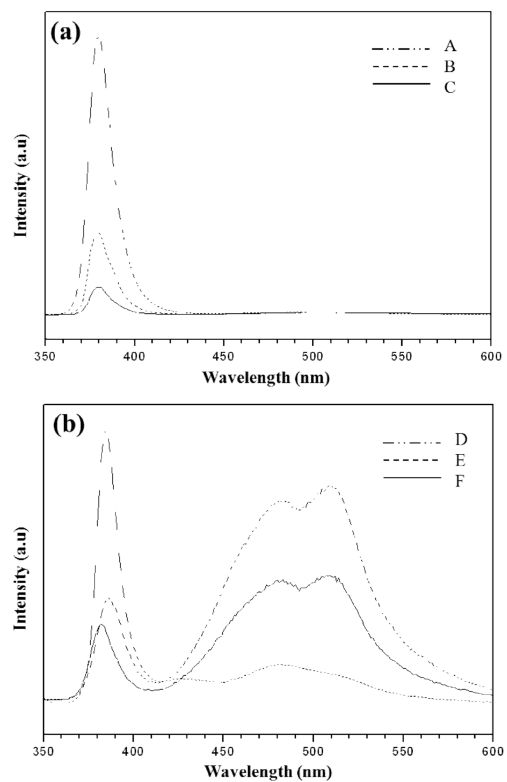 (a)
A
B
C
Intensity (a.u)
350 400 450 500 550 600
Wavelength (nm)
(b)
D
E
F
Intensity (a.u)
350 400 450 500 550 600
Wavelength (nm)